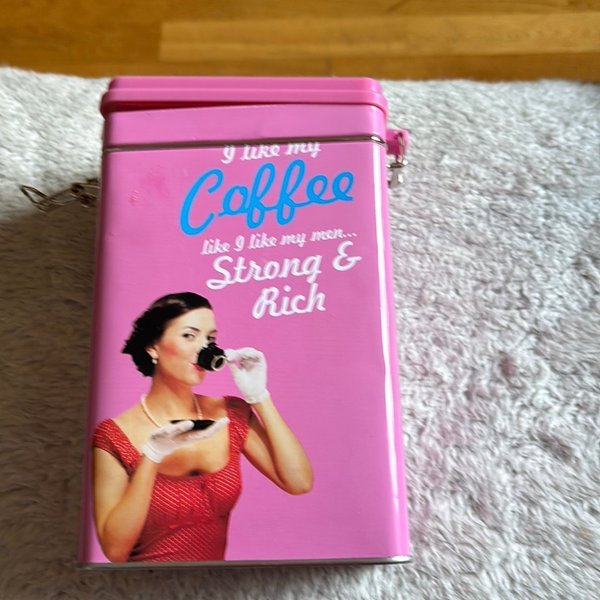 I like my
Coffee
like I like my men...
Strong &
Rich